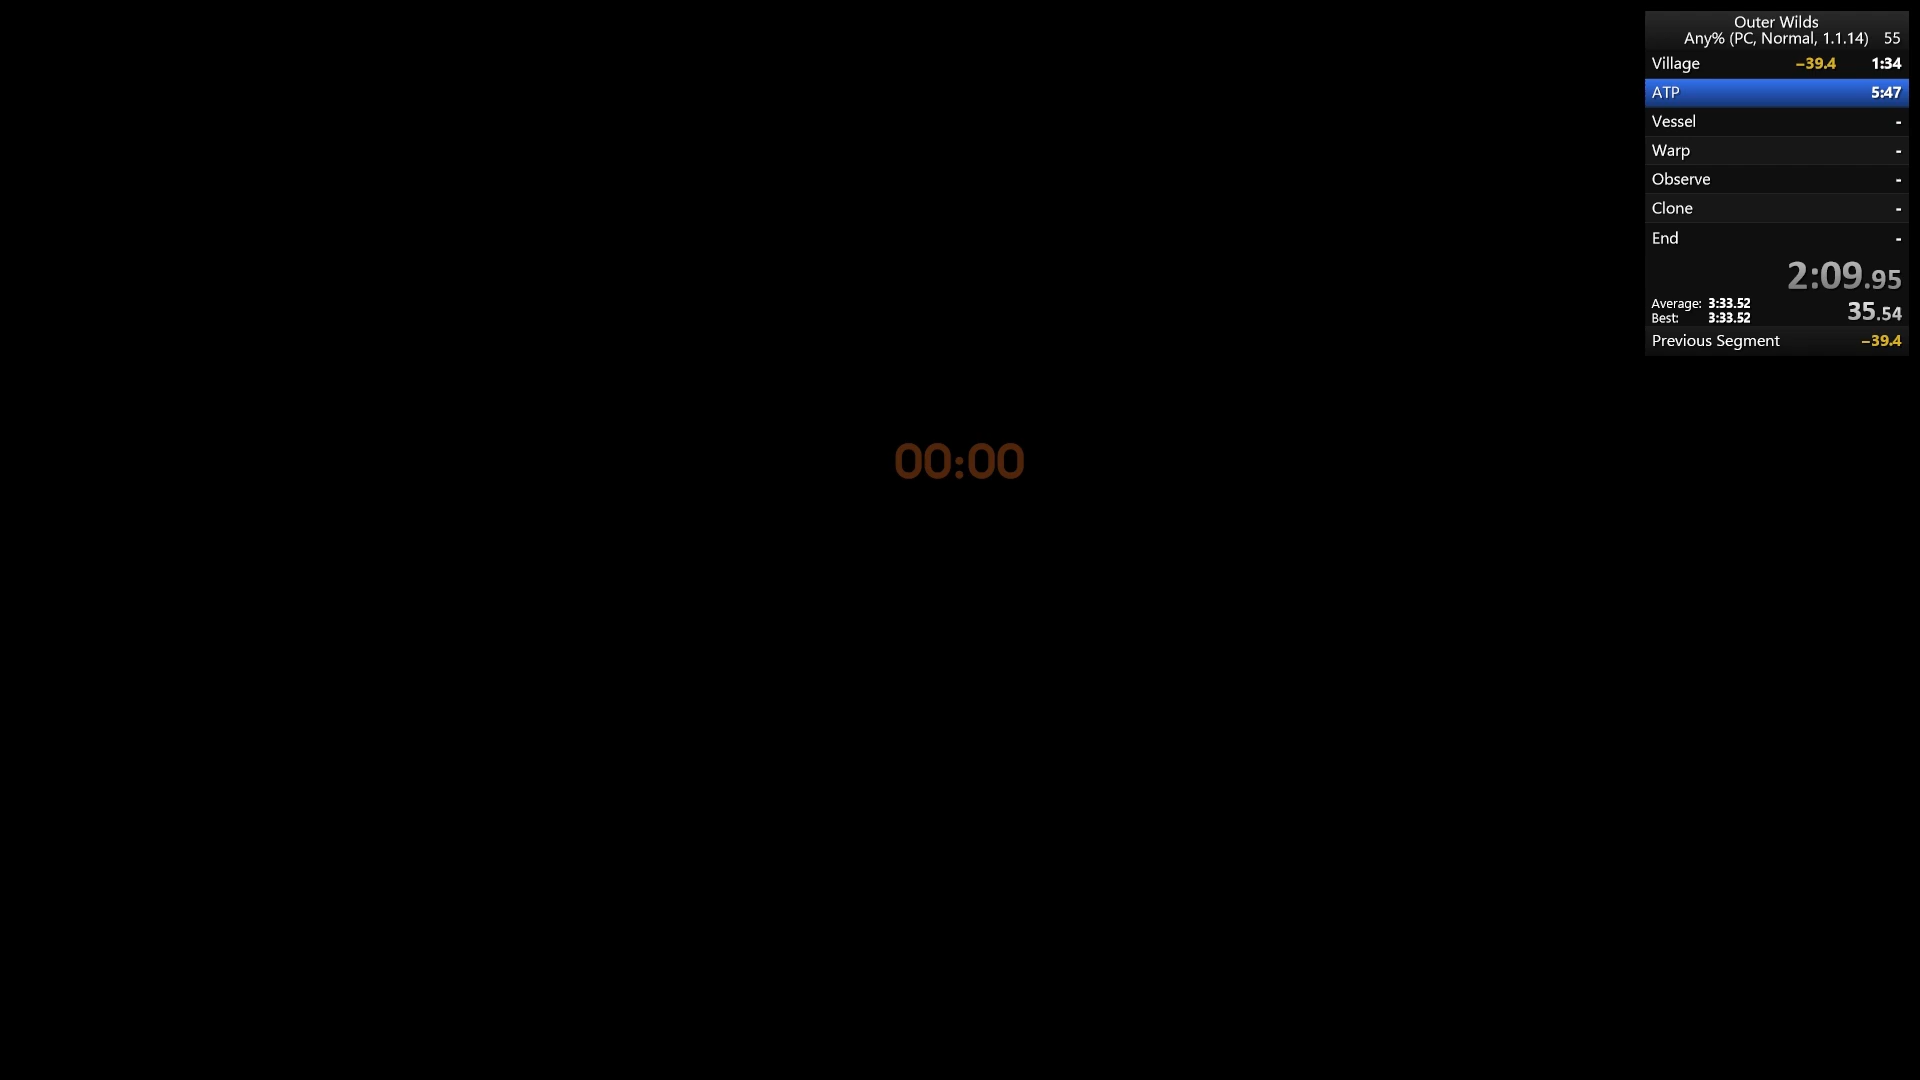 Outer Wilds
Any% (PC, Normal, 1.1.14) 55
Village −39.4 1:34
ATP 5:47
Vessel -
Warp -
Observe -
Clone -
End -
2:09.95
Average: 3:33.52
Best: 3:33.52
35.54
Previous Segment −39.4
00:00